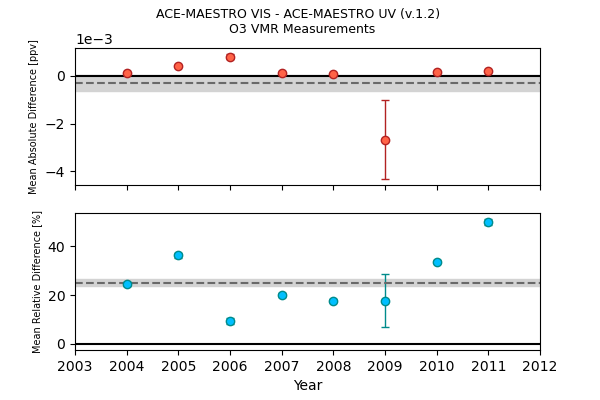 ACE-MAESTRO VIS - ACE-MAESTRO UV (v.1.2)
O3 VMR Measurements
1e−3
Mean Absolute Difference [ppv]
0
−2
−4
Mean Relative Difference [%]
40
20
0
2003 2004 2005 2006 2007 2008 2009 2010 2011 2012
Year